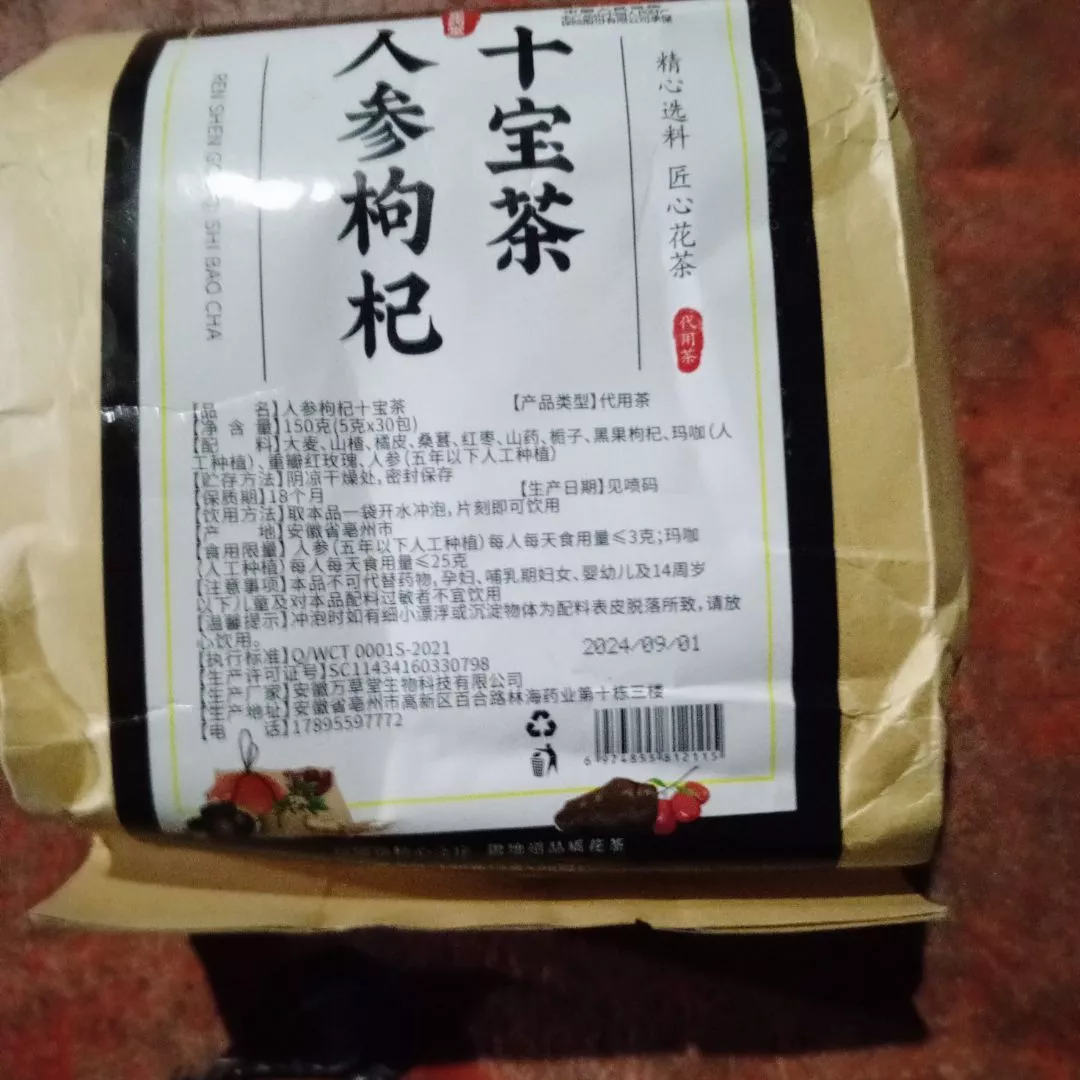 人参枸杞
十宝茶
精心选料 匠心花茶
代用茶
【品 名】人参枸杞十宝茶 【产品类型】代用茶
【净 含 量】150克(5克x30包)
【配 料】大麦、山楂、橘皮、桑葚、红枣、山药、栀子、黑果枸杞、玛咖(人
工种植)、重瓣红玫瑰、人参(五年以下人工种植)
【贮存方法】阴凉干燥处,密封保存
【保质期】18个月 【生产日期】见喷码
【饮用方法】取本品一袋开水冲泡,片刻即可饮用
【产 地】安徽省亳州市
【食用限量】人参(五年以下人工种植)每人每天食用量≤3克;玛咖
(人工种植)每人每天食用量≤25克
【注意事项】本品不可代替药物,孕妇、哺乳期妇女、婴幼儿及14周岁
以下儿童及对本品配料过敏者不宜饮用
【温馨提示】冲泡时如有细小漂浮或沉淀物体为配料表皮脱落所致,请放
心饮用。
【执行标准】Q/WCT 0001S-2021
2024/09/01
【生产许可证号】SC11434160330798
【生产厂家】安徽万草堂生物科技有限公司
【生产地址】安徽省亳州市高新区百合路林海药业第十栋三楼
【电 话】17895597772
6 974855 812115